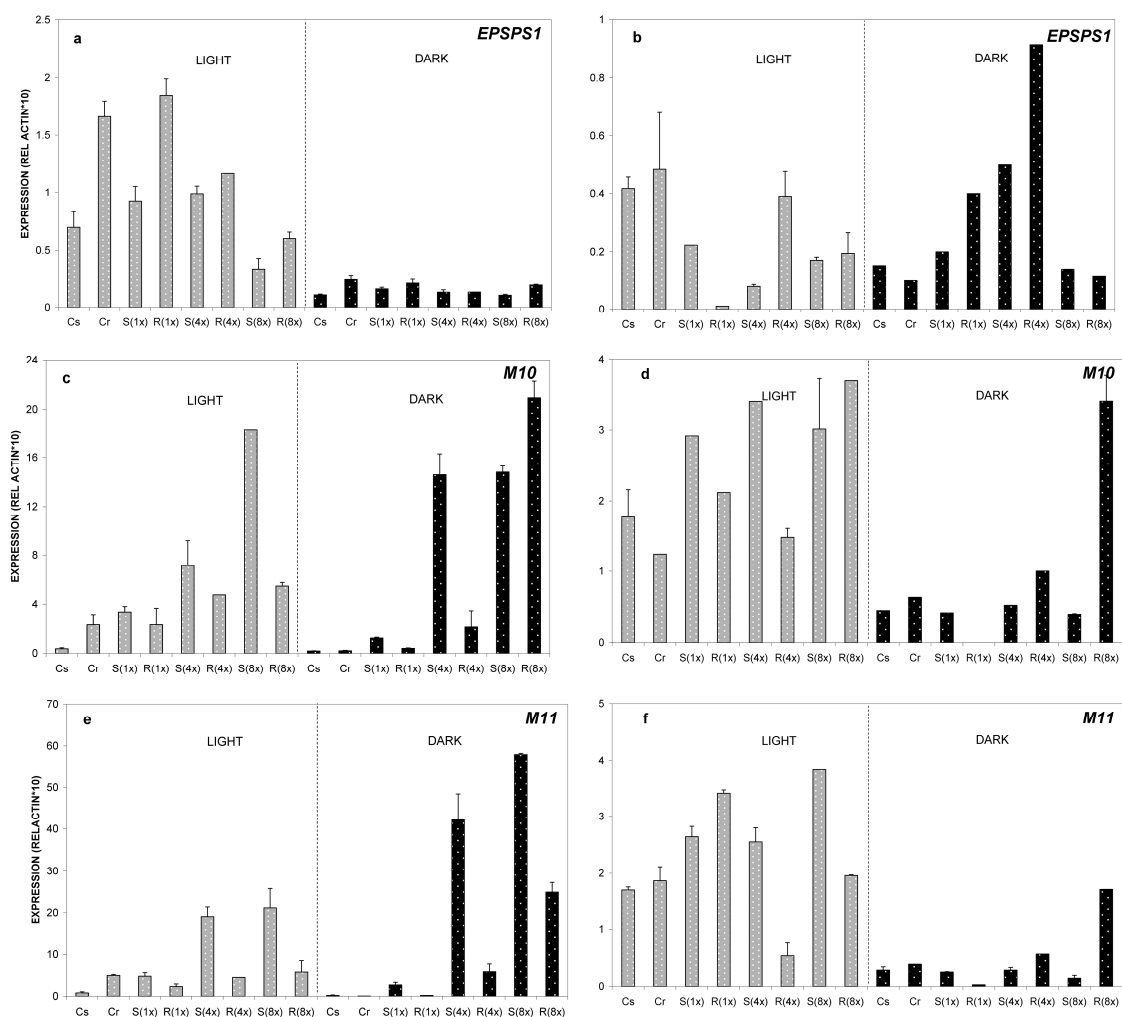 a EPSPS1
LIGHT DARK
EXPRESSION (REL ACTIN*10)
2.5
2
1.5
1
0.5
0
Cs Cr S(1x) R(1x) S(4x) R(4x) S(8x) R(8x) Cs Cr S(1x) R(1x) S(4x) R(4x) S(8x) R(8x)
b EPSPS1
LIGHT DARK
1
0.8
0.6
0.4
0.2
0
Cs Cr S(1x) R(1x) S(4x) R(4x) S(8x) R(8x) Cs Cr S(1x) R(1x) S(4x) R(4x) S(8x) R(8x)
c M10
LIGHT DARK
EXPRESSION (REL ACTIN*10)
24
20
16
12
8
4
0
Cs Cr S(1x) R(1x) S(4x) R(4x) S(8x) R(8x) Cs Cr S(1x) R(1x) S(4x) R(4x) S(8x) R(8x)
d M10
LIGHT DARK
4
3
2
1
0
Cs Cr S(1x) R(1x) S(4x) R(4x) S(8x) R(8x) Cs Cr S(1x) R(1x) S(4x) R(4x) S(8x) R(8x)
e M11
LIGHT DARK
EXPRESSION (RELACTIN*10)
70
60
50
40
30
20
10
0
Cs Cr S(1x) R(1x) S(4x) R(4x) S(8x) R(8x) Cs Cr S(1x) R(1x) S(4x) R(4x) S(8x) R(8x)
f M11
LIGHT DARK
5
4
3
2
1
0
Cs Cr S(1x) R(1x) S(4x) R(4x) S(8x) R(8x) Cs Cr S(1x) R(1x) S(4x) R(4x) S(8x) R(8x)